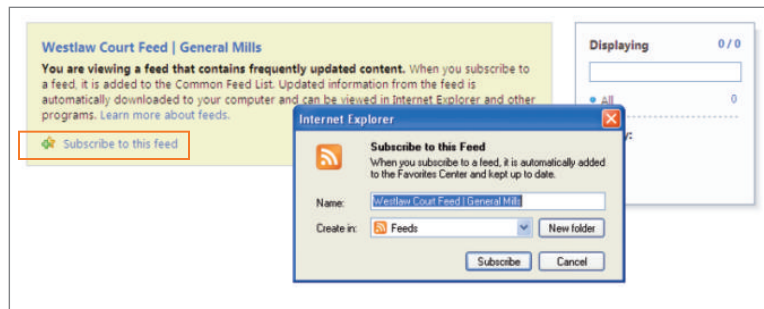 Westlaw Court Feed | General Mills
You are viewing a feed that contains frequently updated content. When you subscribe to
a feed, it is added to the Common Feed List. Updated information from the feed is
automatically downloaded to your computer and can be viewed in Internet Explorer and other
programs. Learn more about feeds.
Subscribe to this feed
Displaying 0 / 0
All 0
y:
Internet Explorer
Subscribe to this Feed
When you subscribe to a feed, it is automatically added
to the Favorites Center and kept up to date.
Name: Westlaw Court Feed | General Mills
Create in: Feeds New folder
Subscribe Cancel